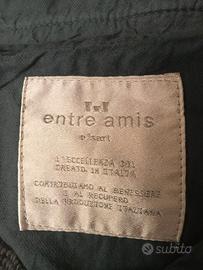 entre amis
L'ECCELLENZA DEL
CREATO IN ITALIA
CONTRIBUIAMO AL BENESSERE
E AL RECUPERO
DELLA PRODUZIONE ITALIANA
subito